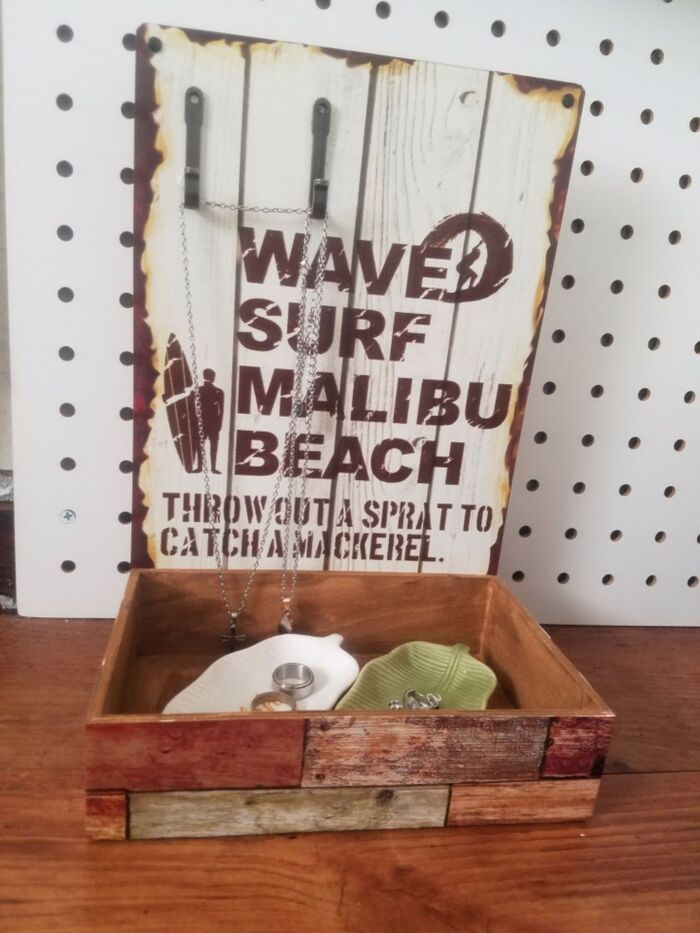 WAVE
SURF
MALIBU
BEACH
THROW OUT A SPRAT TO
CATCH A MACKEREL.